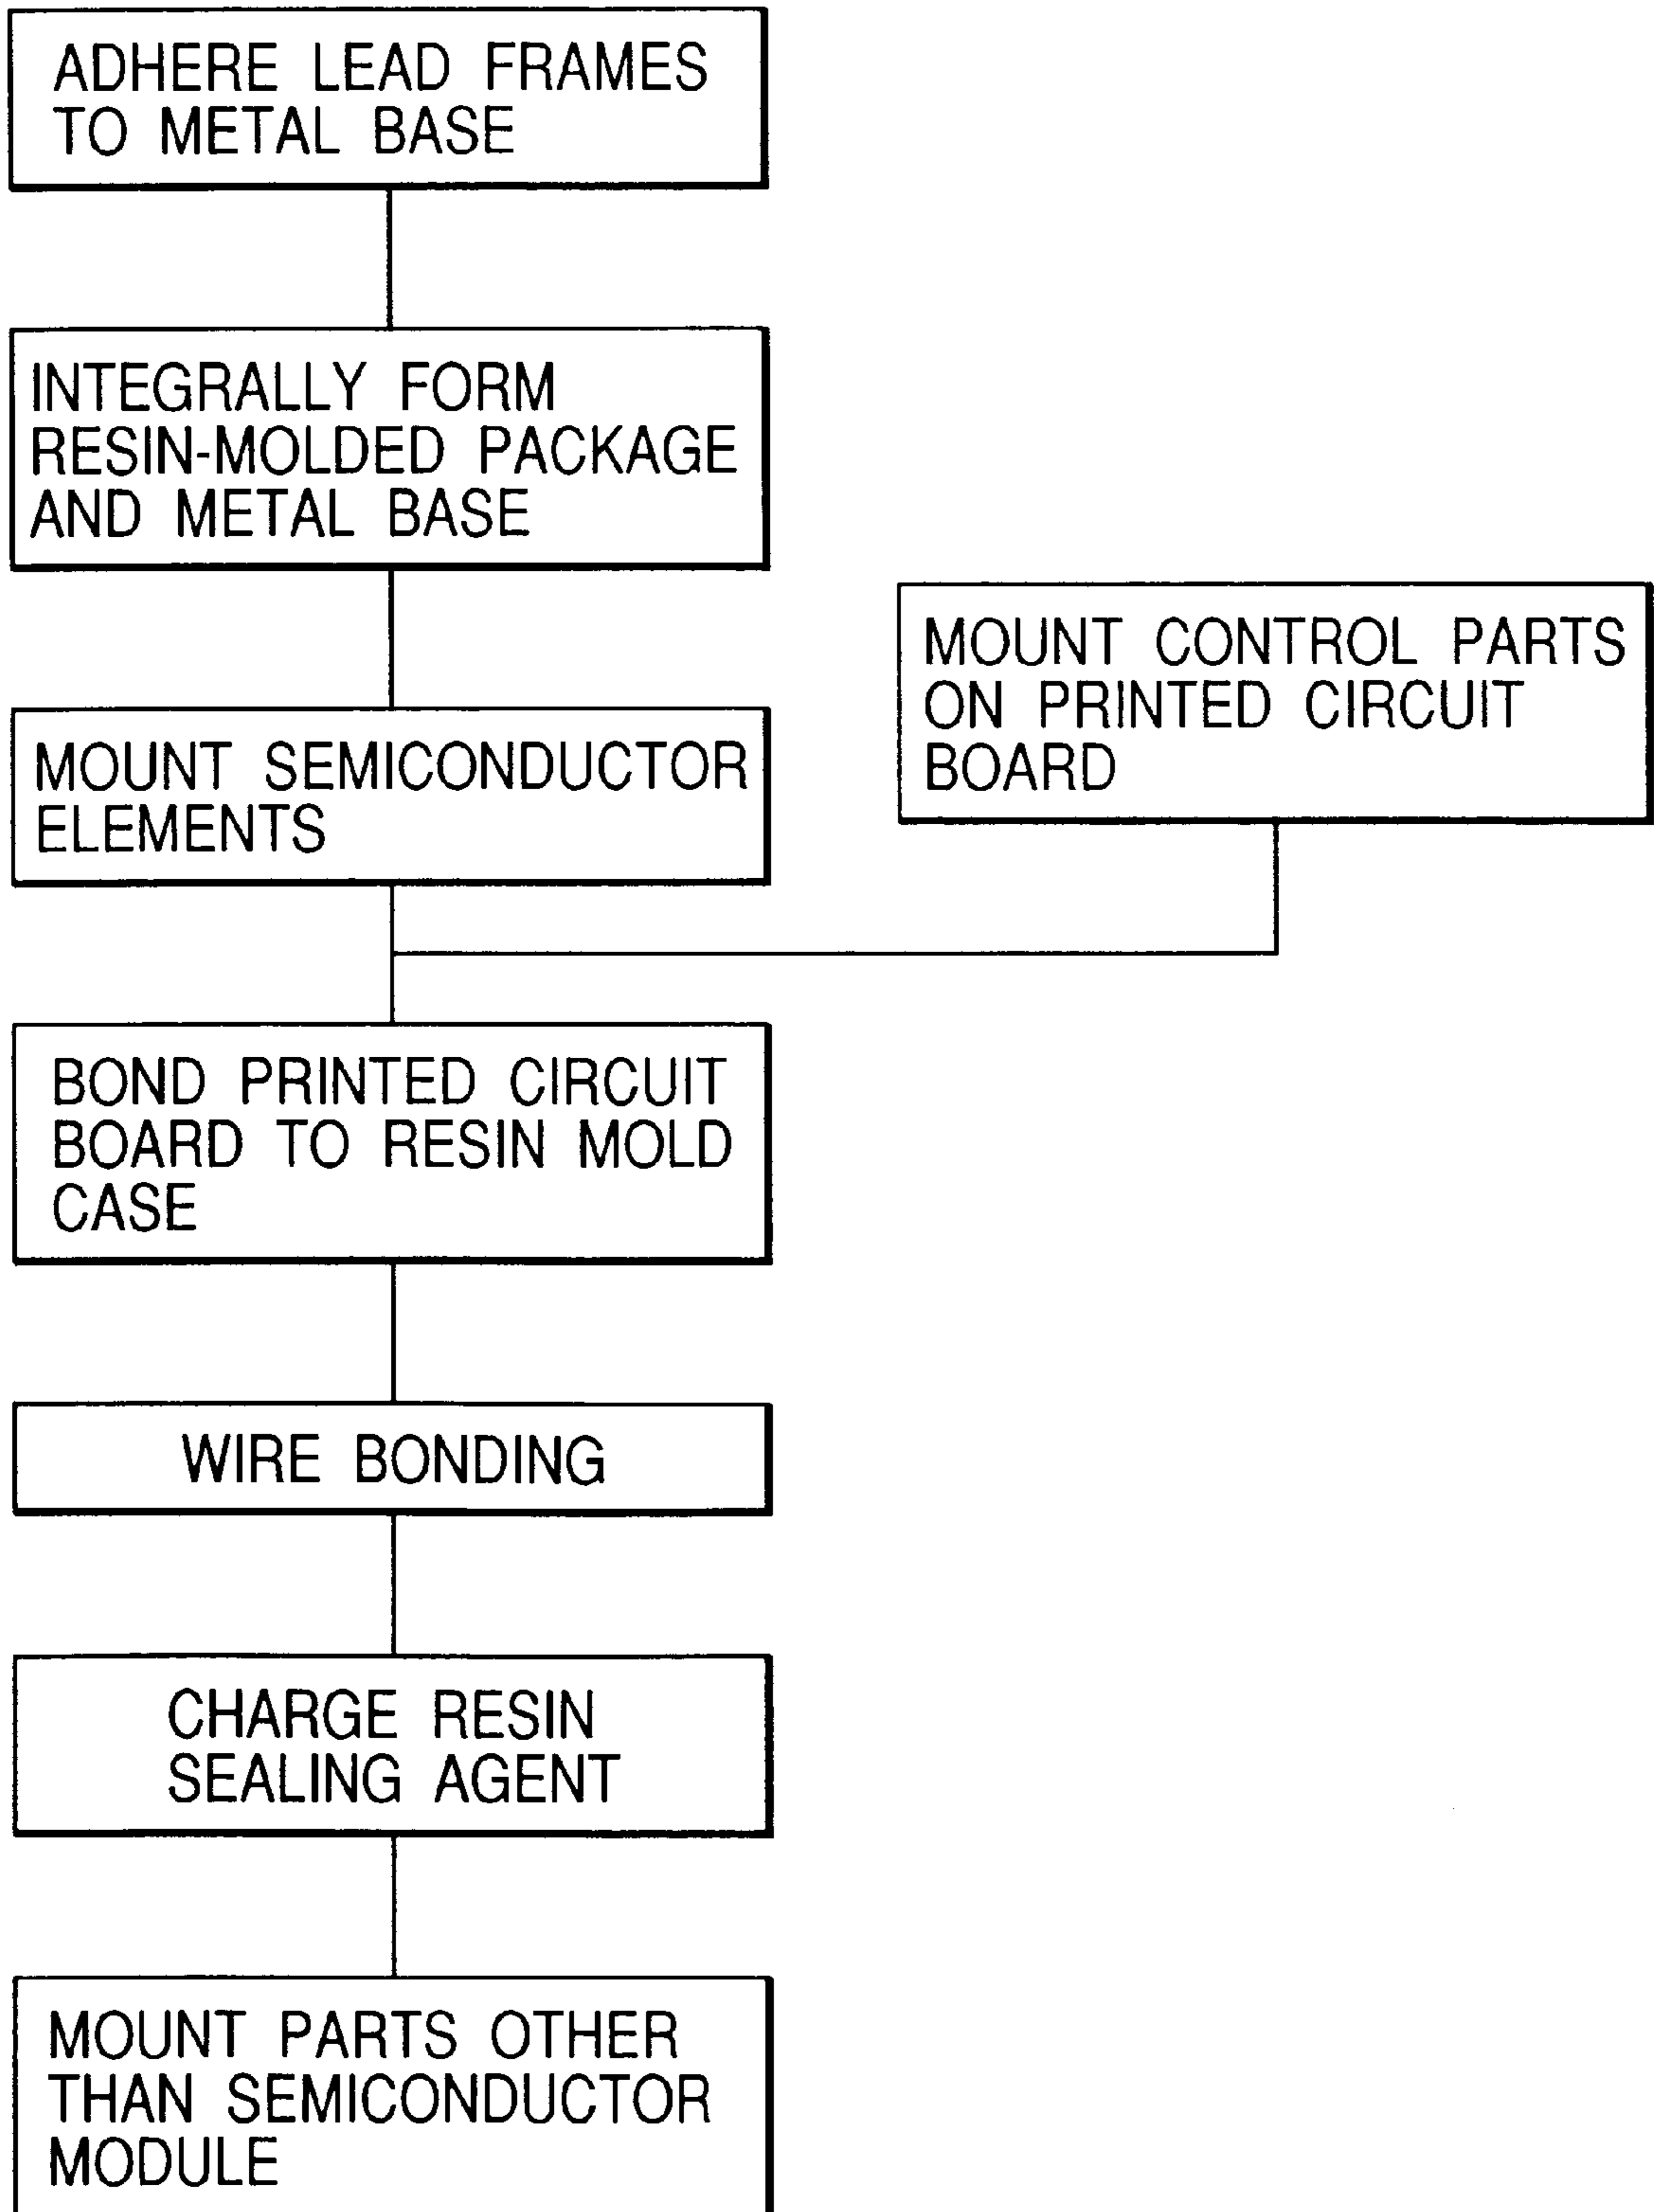 ADHERE LEAD FRAMES
TO METAL BASE
INTEGRALLY FORM
RESIN-MOLDED PACKAGE
AND METAL BASE
MOUNT SEMICONDUCTOR
ELEMENTS
MOUNT CONTROL PARTS
ON PRINTED CIRCUIT
BOARD
BOND PRINTED CIRCUIT
BOARD TO RESIN MOLD
CASE
WIRE BONDING
CHARGE RESIN
SEALING AGENT
MOUNT PARTS OTHER
THAN SEMICONDUCTOR
MODULE